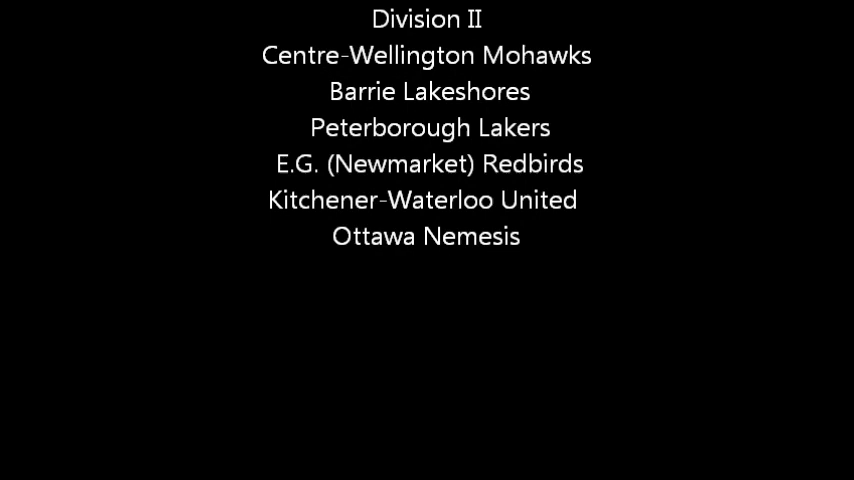 Division II
Centre-Wellington Mohawks
Barrie Lakeshores
Peterborough Lakers
E.G. (Newmarket) Redbirds
Kitchener-Waterloo United
Ottawa Nemesis